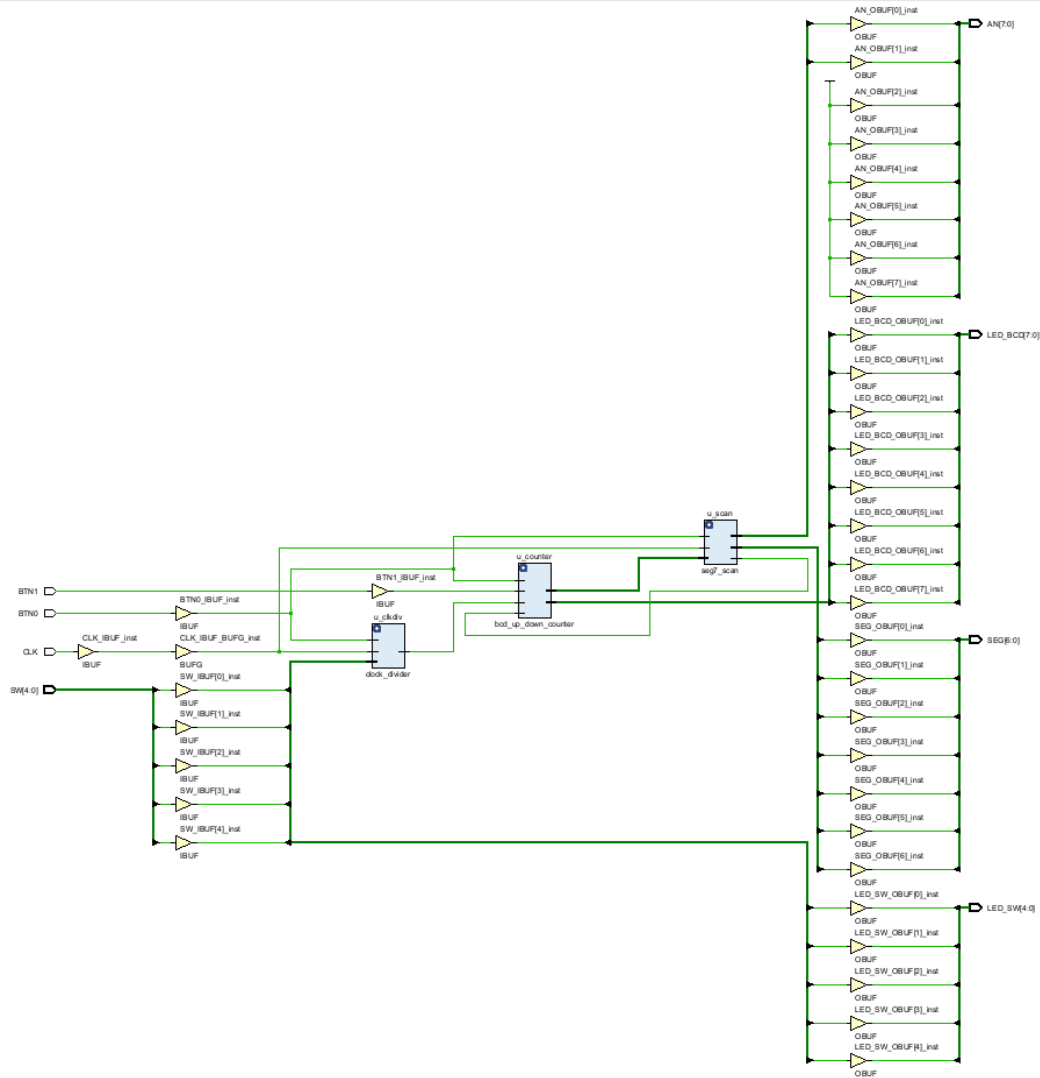 AN_OBUF[0]_inst
AN[7:0]
OBUF
AN_OBUF[1]_inst
OBUF
AN_OBUF[2]_inst
OBUF
AN_OBUF[3]_inst
OBUF
AN_OBUF[4]_inst
OBUF
AN_OBUF[5]_inst
OBUF
AN_OBUF[6]_inst
OBUF
AN_OBUF[7]_inst
OBUF
LED_BCD_OBUF[0]_inst
LED_BCD[7:0]
OBUF
LED_BCD_OBUF[1]_inst
OBUF
LED_BCD_OBUF[2]_inst
OBUF
LED_BCD_OBUF[3]_inst
OBUF
LED_BCD_OBUF[4]_inst
OBUF
LED_BCD_OBUF[5]_inst
OBUF
LED_BCD_OBUF[6]_inst
OBUF
LED_BCD_OBUF[7]_inst
OBUF
u_scan
seg7_scan
u_counter
bcd_up_down_counter
BTN1
BTN1_IBUF_inst
IBUF
BTN0
BTN0_IBUF_inst
IBUF
u_clkdiv
clock_divider
CLK
CLK_IBUF_inst
IBUF
CLK_IBUF_BUFG_inst
BUFG
SW[4:0]
SW_IBUF[0]_inst
IBUF
SW_IBUF[1]_inst
IBUF
SW_IBUF[2]_inst
IBUF
SW_IBUF[3]_inst
IBUF
SW_IBUF[4]_inst
IBUF
SEG_OBUF[0]_inst
SEG[6:0]
OBUF
SEG_OBUF[1]_inst
OBUF
SEG_OBUF[2]_inst
OBUF
SEG_OBUF[3]_inst
OBUF
SEG_OBUF[4]_inst
OBUF
SEG_OBUF[5]_inst
OBUF
SEG_OBUF[6]_inst
OBUF
LED_SW_OBUF[0]_inst
LED_SW[4:0]
OBUF
LED_SW_OBUF[1]_inst
OBUF
LED_SW_OBUF[2]_inst
OBUF
LED_SW_OBUF[3]_inst
OBUF
LED_SW_OBUF[4]_inst
OBUF